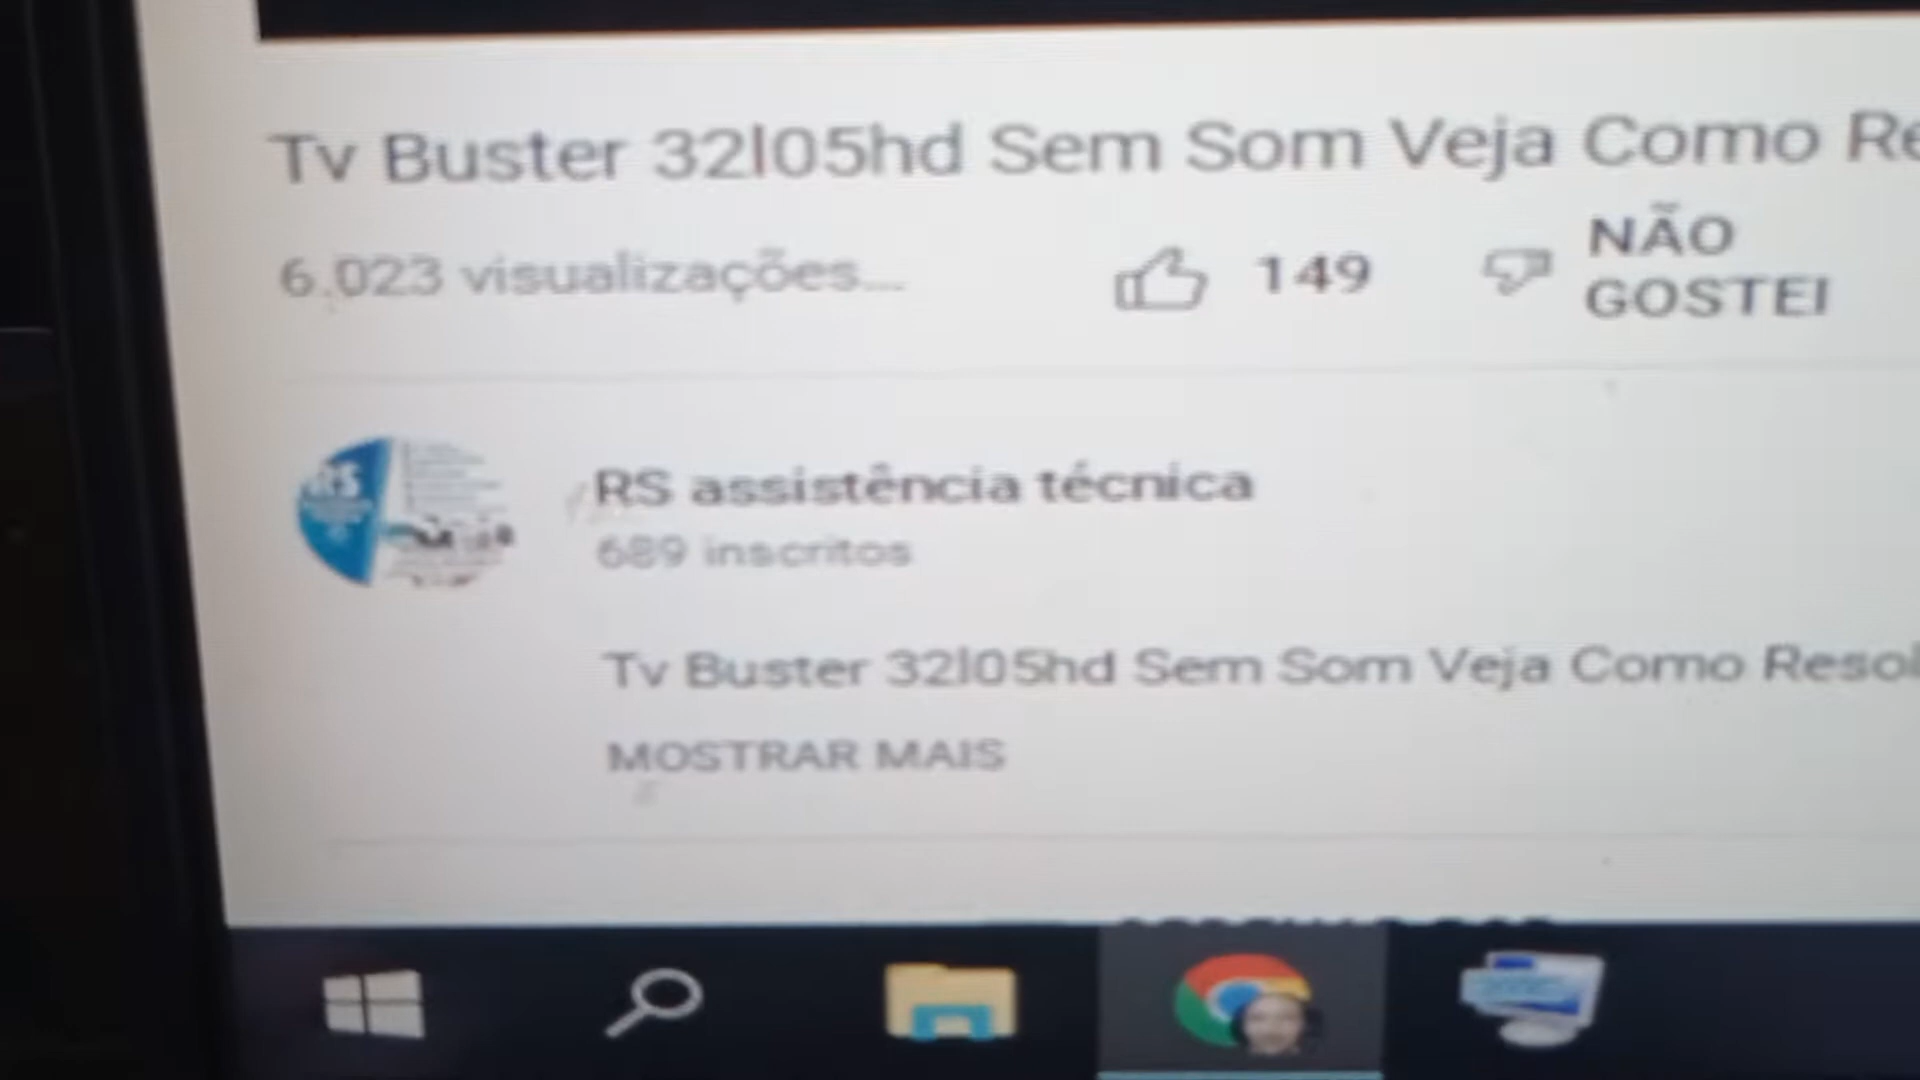 Tv Buster 32l05hd Sem Som Veja Como Re
6.023 visualizações...
149
NÃO
GOSTEI
RS
RS assistência técnica
689 inscritos
Tv Buster 32l05hd Sem Som Veja Como Resol
MOSTRAR MAIS